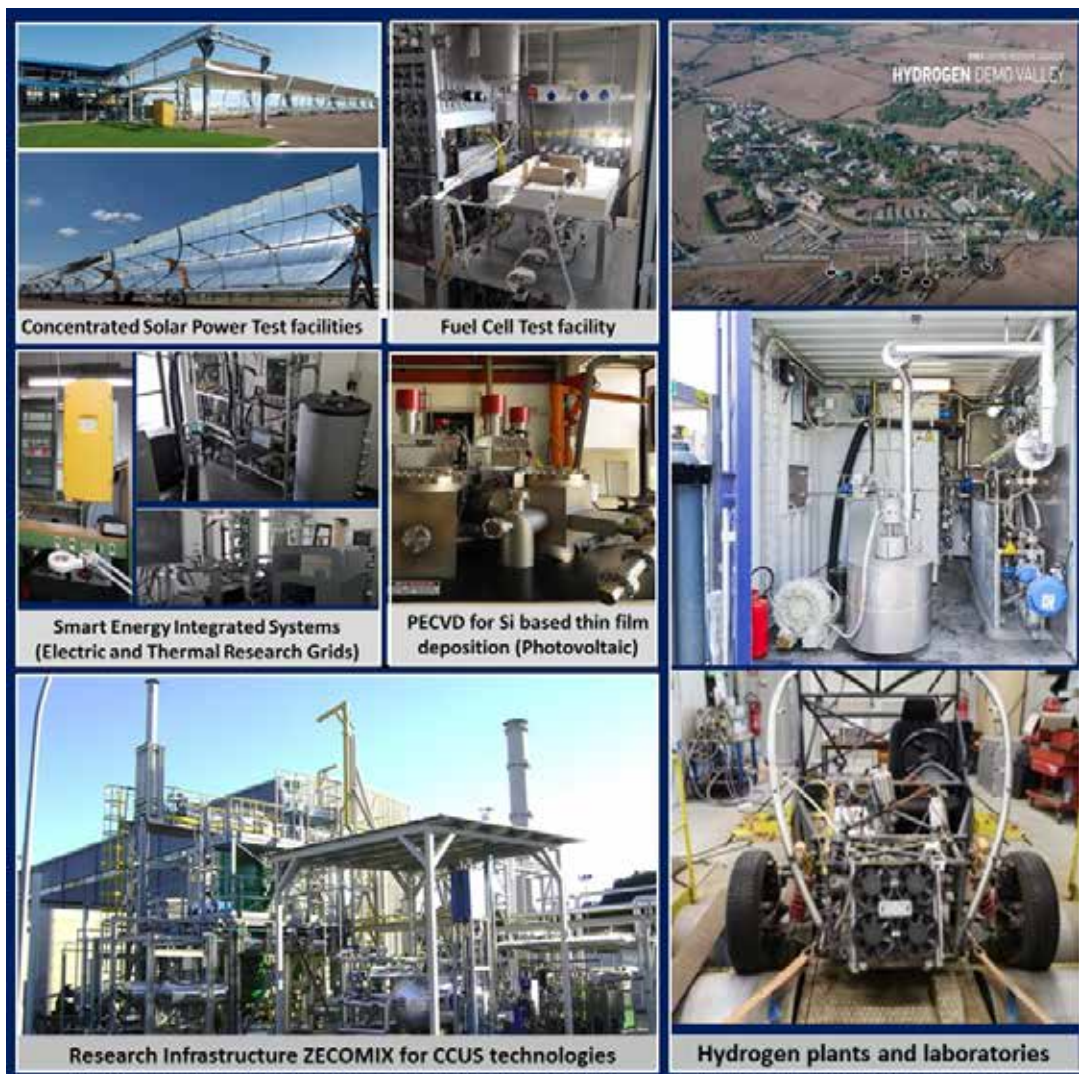 HYDROGEN DEMO VALLEY
Concentrated Solar Power Test facilities
Fuel Cell Test facility
Smart Energy Integrated Systems
(Electric and Thermal Research Grids)
PECVD for Si based thin film
deposition (Photovoltaic)
Research Infrastructure ZECOMIX for CCUS technologies
Hydrogen plants and laboratories